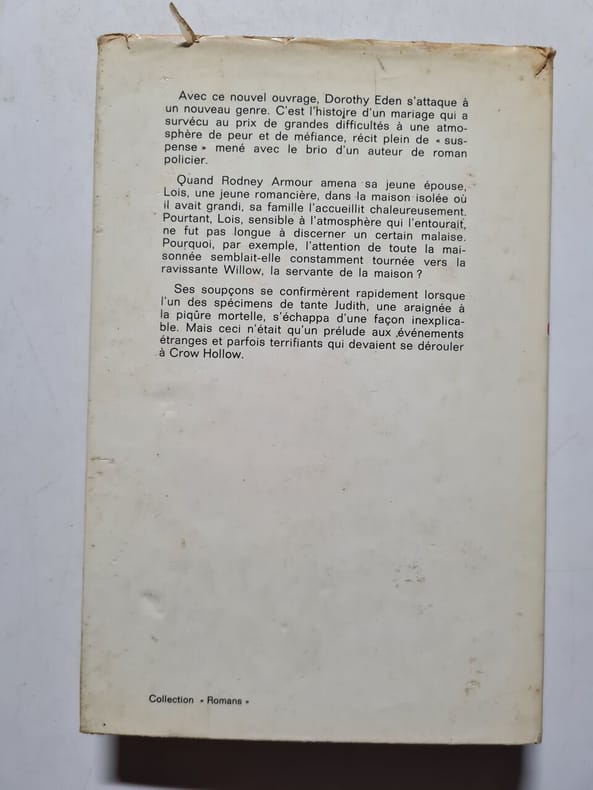 Avec ce nouvel ouvrage, Dorothy Eden s'attaque à
un nouveau genre. C'est l'histoire d'un mariage qui a
survécu au prix de grandes difficultés à une atmo-
sphère de peur et de méfiance, récit plein de « sus-
pense » mené avec le brio d'un auteur de roman
policier.
Quand Rodney Armour amena sa jeune épouse,
Lois, une jeune romancière, dans la maison isolée où
il avait grandi, sa famille l'accueillit chaleureusement.
Pourtant, Lois, sensible à l'atmosphère qui l'entourait,
ne fut pas longue à discerner un certain malaise.
Pourquoi, par exemple, l'attention de toute la mai-
sonnée semblait-elle constamment tournée vers la
ravissante Willow, la servante de la maison ?
Ses soupçons se confirmèrent rapidement lorsque
l'un des spécimens de tante Judith, une araignée à
la piqûre mortelle, s'échappa d'une façon inexplica-
ble. Mais ceci n'était qu'un prélude aux événements
étranges et parfois terrifiants qui devaient se dérouler
à Crow Hollow.
Collection « Romans »